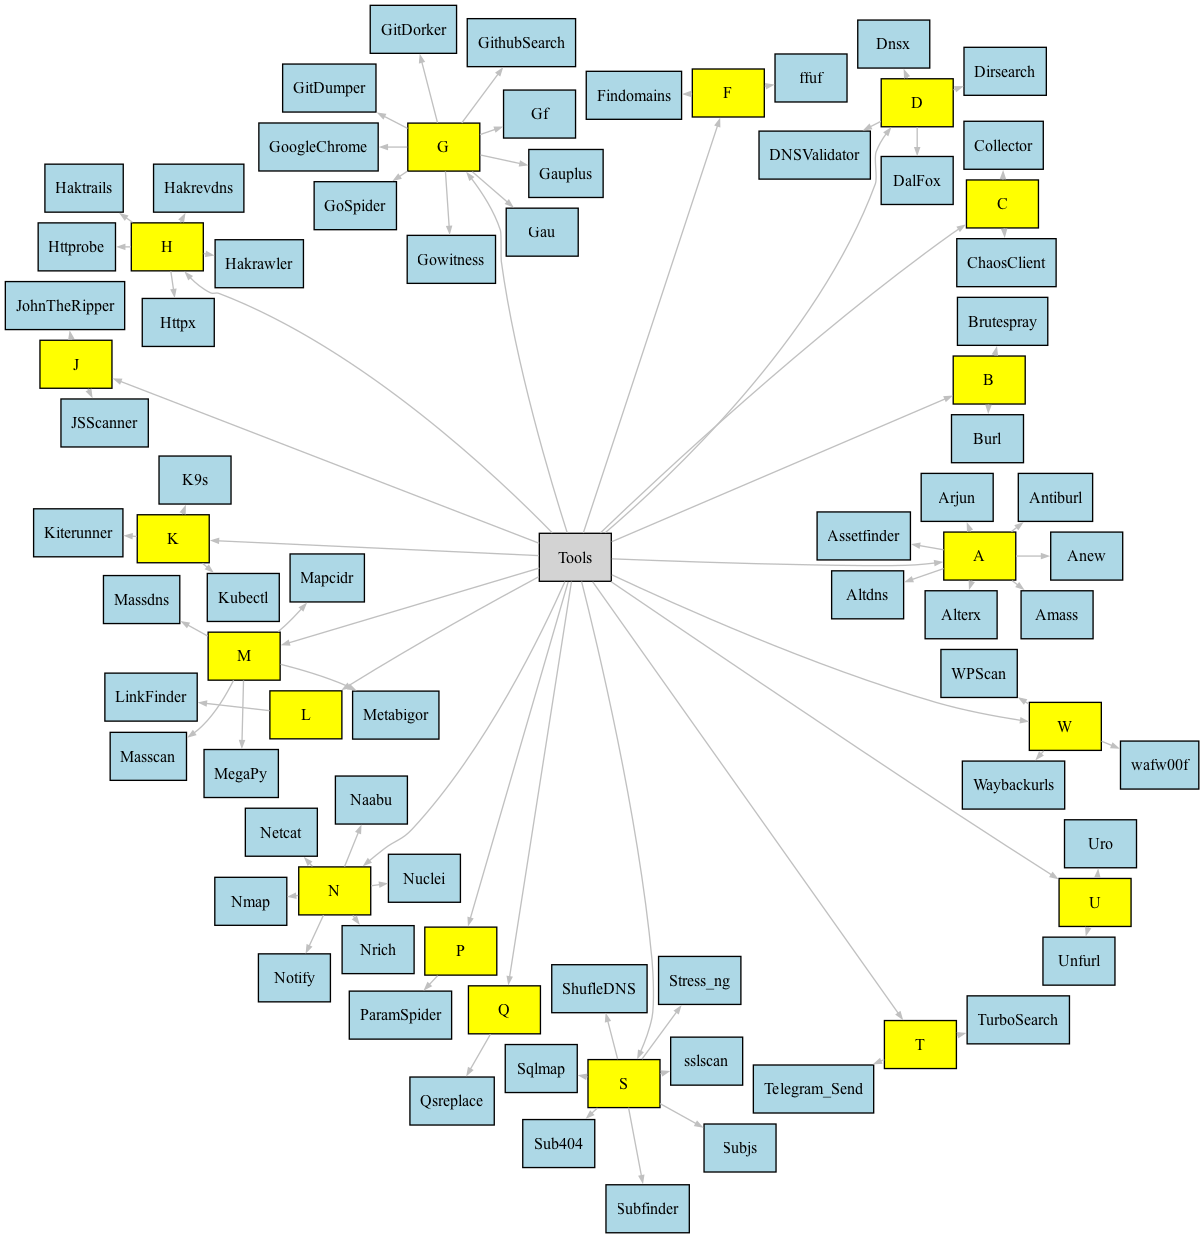 GitDorker
GithubSearch
Dnsx
Dirsearch
GitDumper
Findomains
F
ffuf
D
Gf
GoogleChrome
G
DNSValidator
Collector
Gauplus
DalFox
Haktrails
Hakrevdns
GoSpider
C
Gau
Httprobe
H
Hakrawler
Gowitness
ChaosClient
JohnTheRipper
Httpx
Brutespray
J
B
JSScanner
Burl
K9s
Arjun
Antiburl
Kiterunner
K
Assetfinder
Tools
A
Anew
Mapcidr
Massdns
Kubectl
Altdns
Alterx
Amass
M
WPScan
LinkFinder
L
Metabigor
W
Masscan
MegaPy
Waybackurls
wafw00f
Naabu
Netcat
Uro
Nmap
N
Nuclei
U
Nrich
P
Unfurl
Notify
ShufleDNS
Stress_ng
ParamSpider
Q
TurboSearch
T
Sqlmap
sslscan
Qsreplace
S
Telegram_Send
Sub404
Subjs
Subfinder